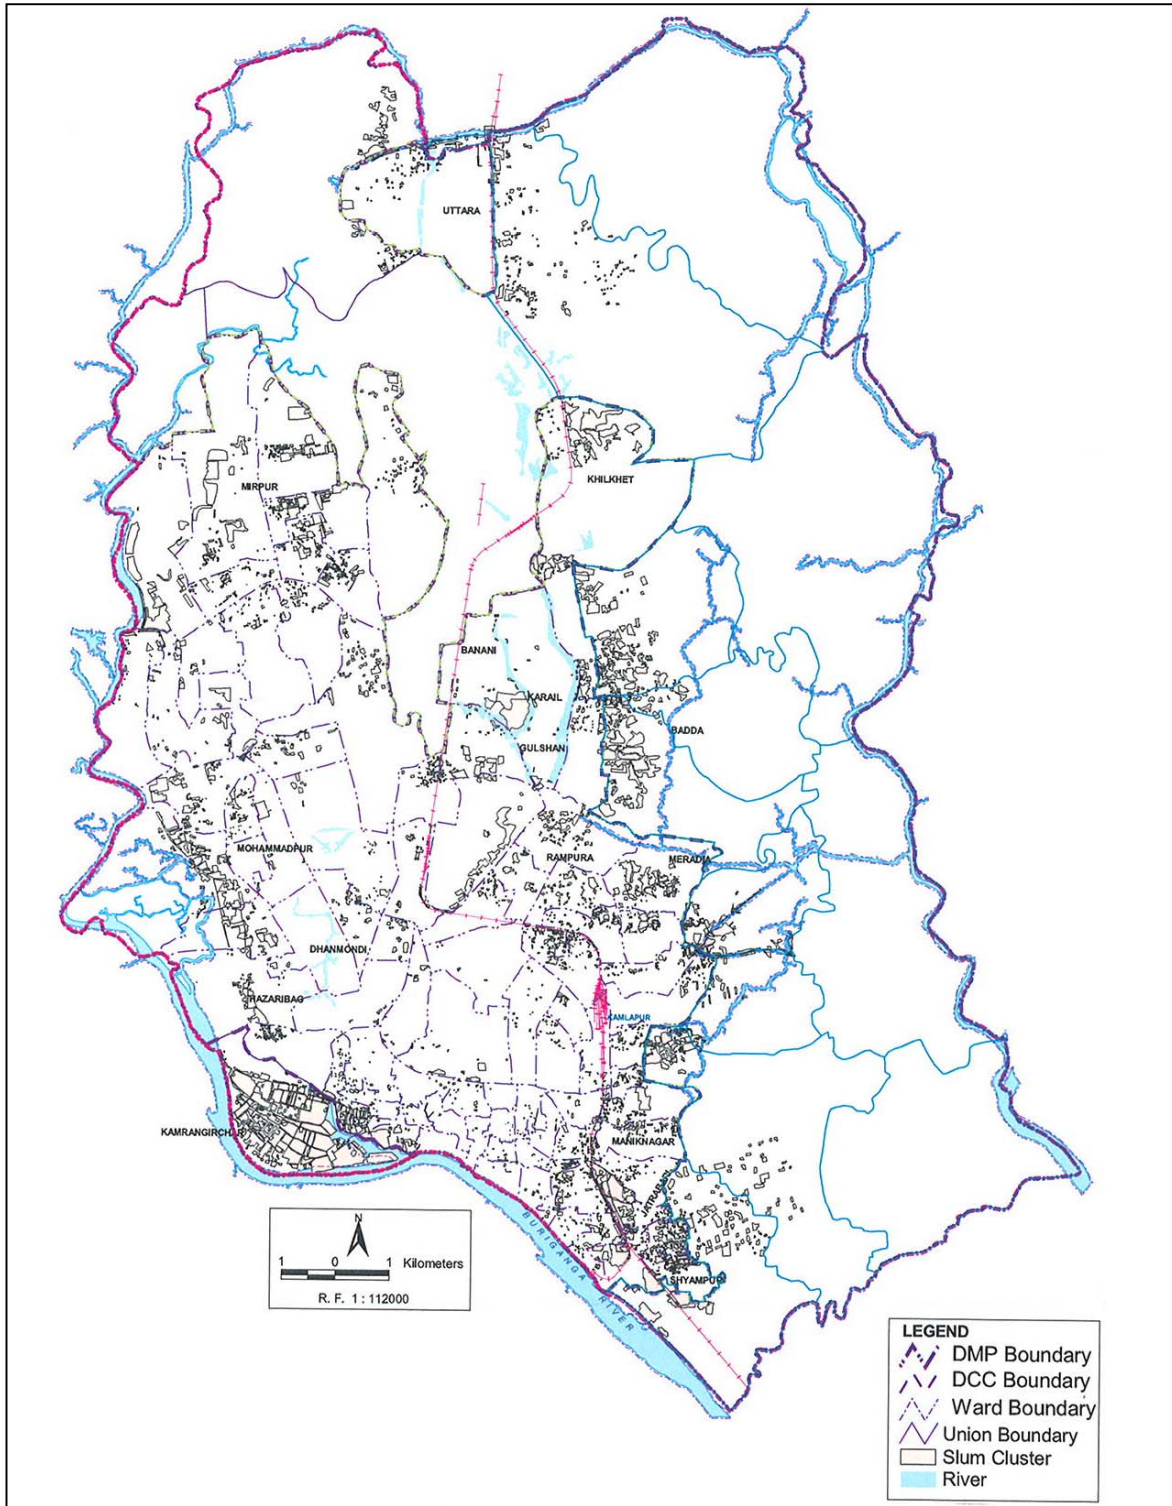 UTTARA
KHILKHET
MIRPUR
BANANI
KARAIL
BADDA
GULSHAN
MOHAMMADPUR
RAMPURA
MERADIA
DHANMONDI
HAZARIBAG
KAMLAPUR
KAMRANGIRCHAR
MANIKNAGAR
JATRABARI
SHYAMPUR
BURIGANGA RIVER
N
1 0 1 Kilometers
R. F. 1 : 112000
LEGEND
DMP Boundary
DCC Boundary
Ward Boundary
Union Boundary
Slum Cluster
River